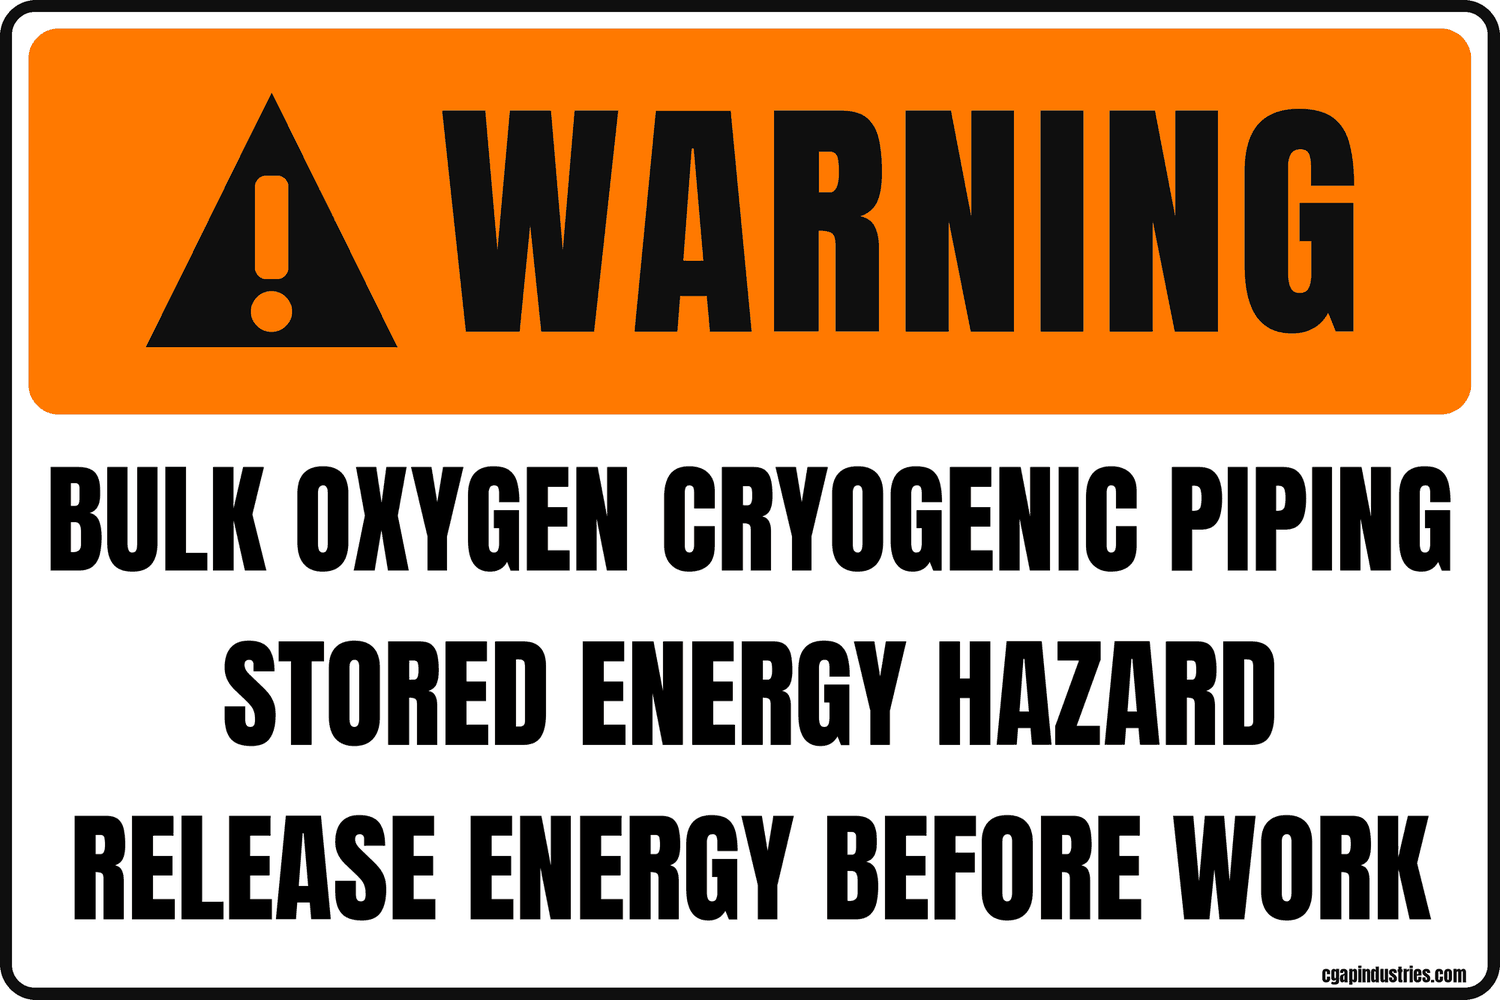 WARNING
BULK OXYGEN CRYOGENIC PIPING
STORED ENERGY HAZARD
RELEASE ENERGY BEFORE WORK
cgapindustries.com